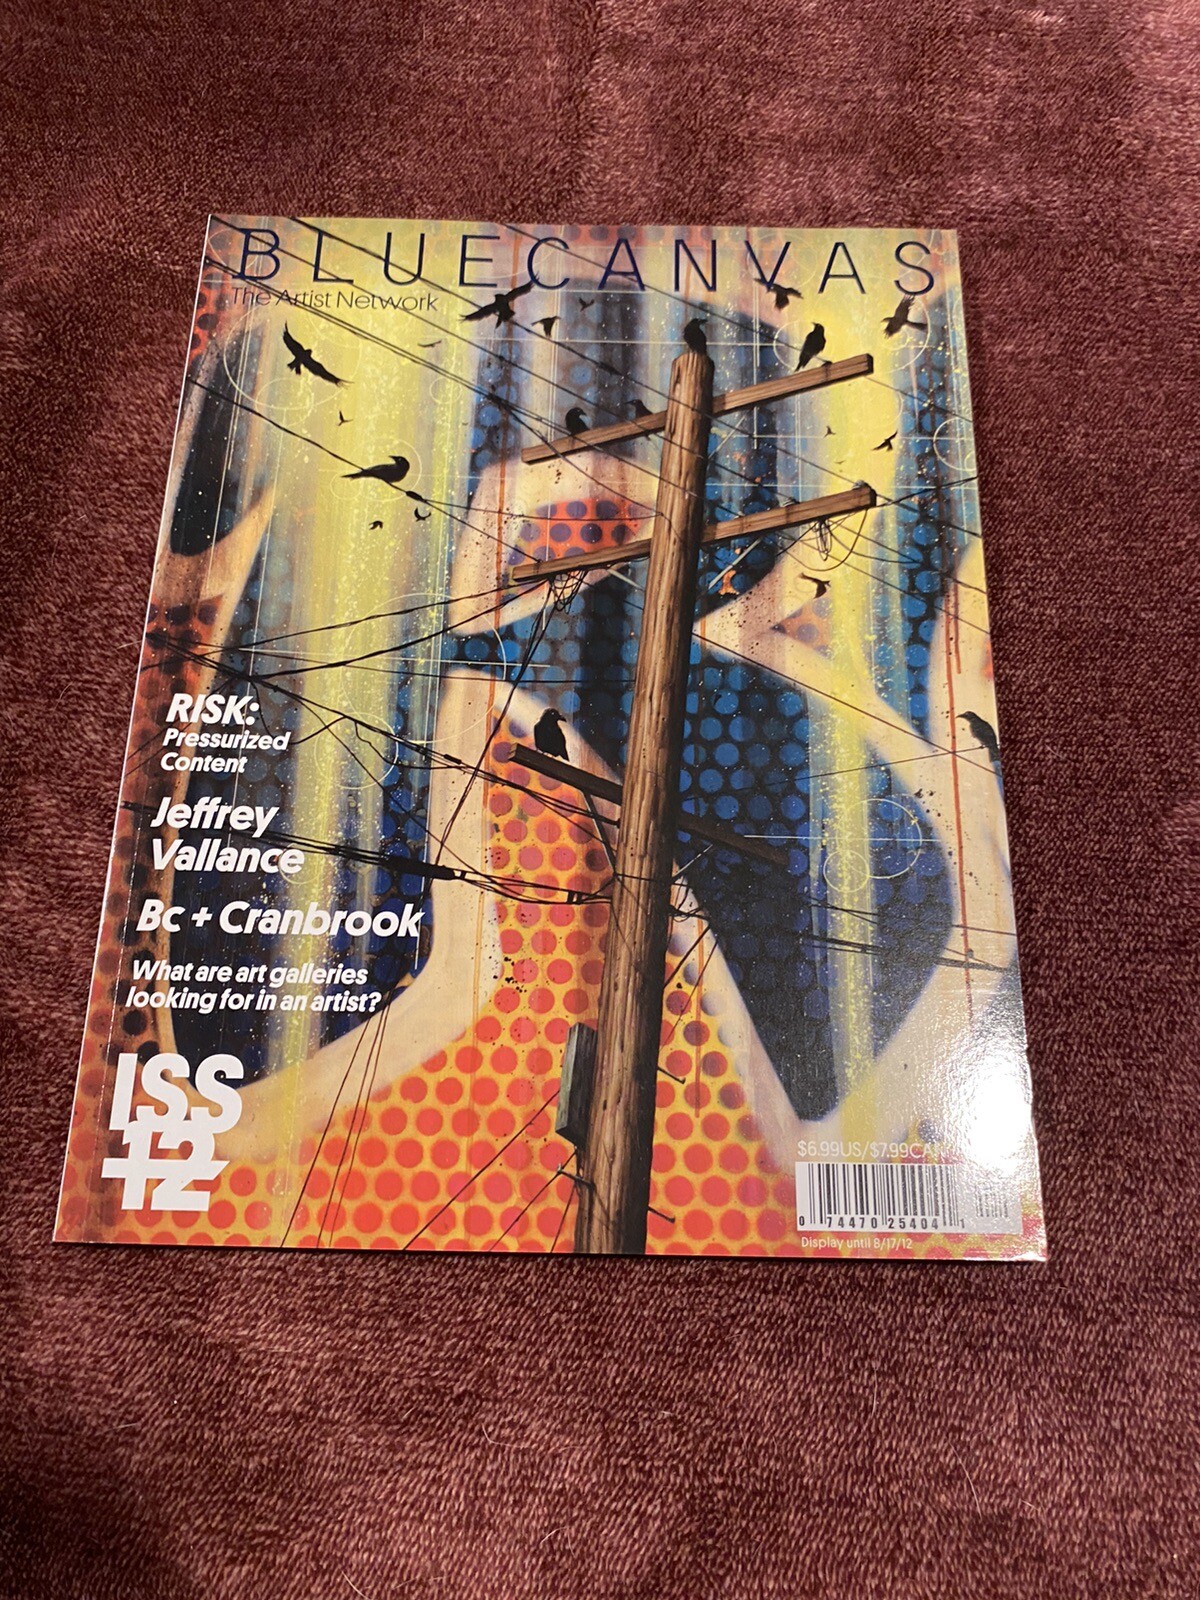 BLUECANVAS
The Artist Network
RISK:
Pressurized
Content
Jeffrey
Vallance
Bc + Cranbrook
What are art galleries
looking for in an artist?
ISS
12
$6.99US/$7.99CAN
0 74470 25404 1
Display until 8/17/12